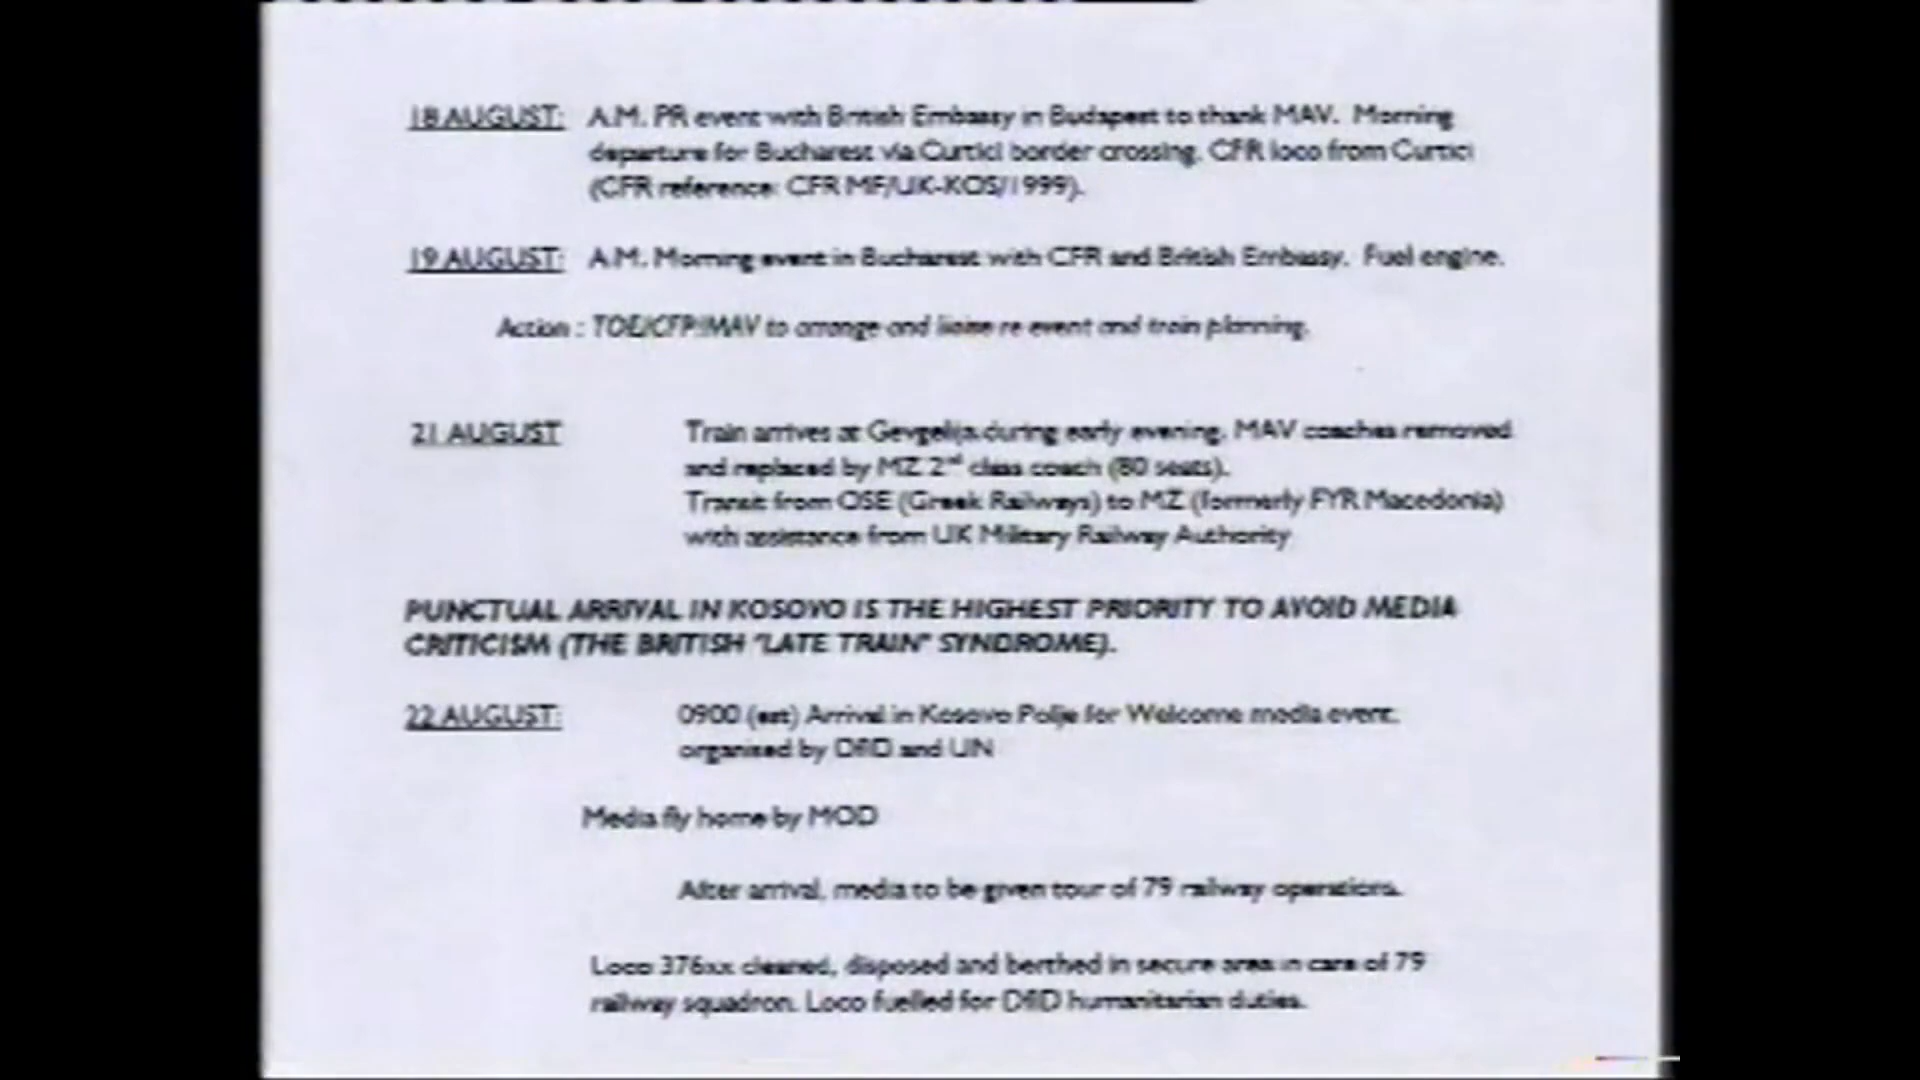 18 AUGUST: A.M. PR event with British Embassy in Budapest to thank MAV. Morning
departure for Bucharest via Curtici border crossing. CFR loco from Curtici
(CFR reference: CFR MF/UK-KOS/1999).
19 AUGUST: A.M. Morning event in Bucharest with CFR and British Embassy. Fuel engine.
Action : TOE/CFP/MAV to arrange and liaise re event and train planning.
21 AUGUST Train arrives at Gevgelija during early evening. MAV coaches removed
and replaced by MZ 2nd class coach (80 seats).
Transit from OSE (Greek Railways) to MZ (formerly FYR Macedonia)
with assistance from UK Military Railway Authority
PUNCTUAL ARRIVAL IN KOSOVO IS THE HIGHEST PRIORITY TO AVOID MEDIA
CRITICISM (THE BRITISH "LATE TRAIN" SYNDROME).
22 AUGUST: 0900 (est) Arrival in Kosovo Polje for Welcome media event.
organised by DfID and UN
Media fly home by MOD
After arrival, media to be given tour of 79 railway operations.
Loco 376xx cleaned, disposed and berthed in secure area in care of 79
railway squadron. Loco fuelled for DfID humanitarian duties.